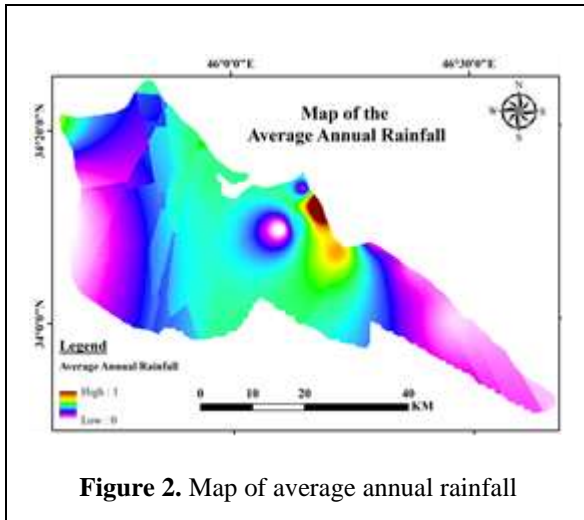 46°0'0"E 46°30'0"E
Map of the
Average Annual Rainfall
N
W E
S
34°20'0"N
34°0'0"N
Legend
Average Annual Rainfall
High : 1
Low : 0
0 10 20 40
KM
Figure 2. Map of average annual rainfall